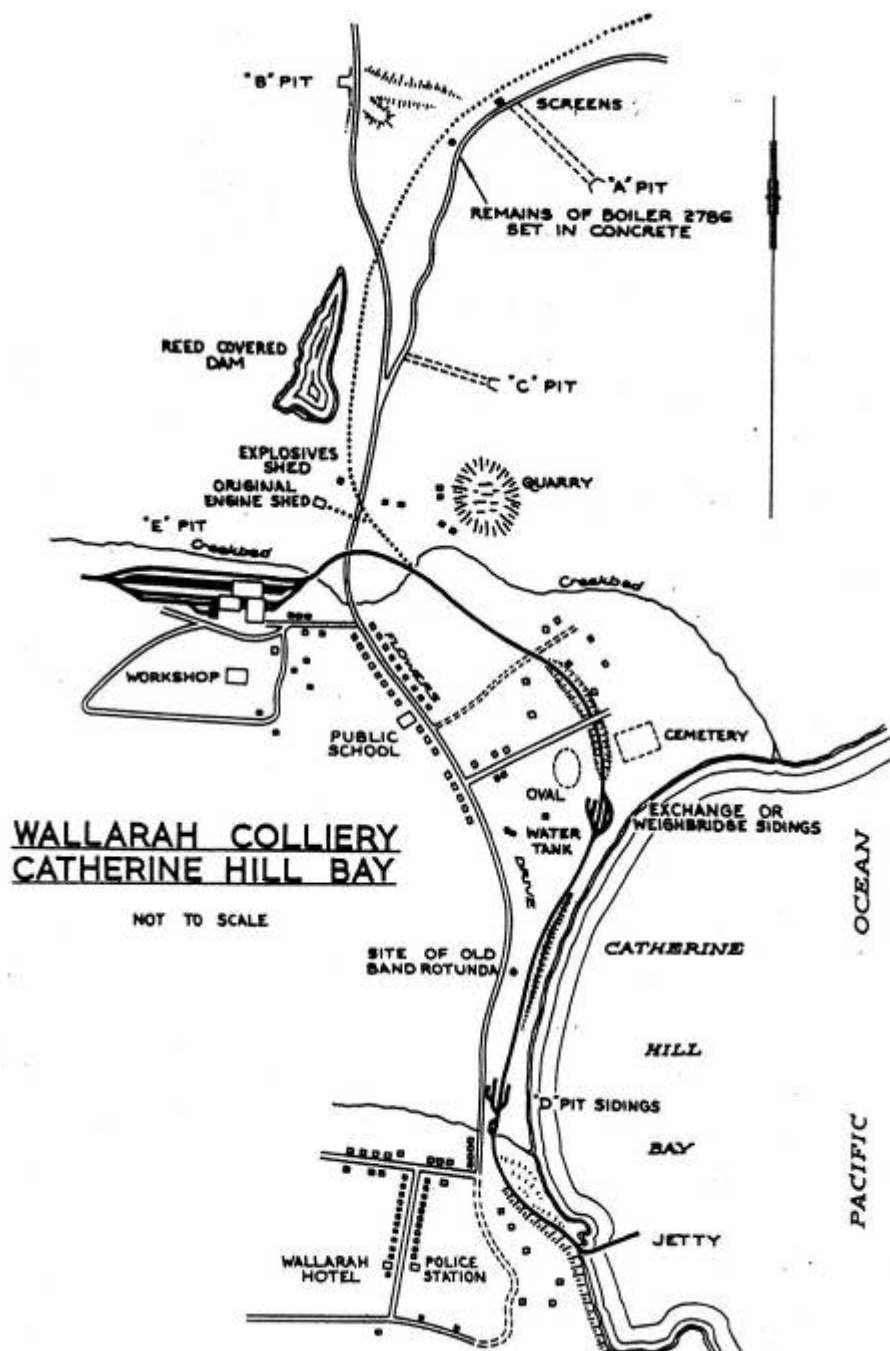 "B" PIT
SCREENS
"A" PIT
REMAINS OF BOILER 2786
SET IN CONCRETE
REED COVERED
DAM
"C" PIT
EXPLOSIVES
SHED
ORIGINAL
ENGINE SHED
QUARRY
"E" PIT
Creekbed
Creekbed
FLOWERS
WORKSHOP
PUBLIC
SCHOOL
CEMETERY
OVAL
EXCHANGE OR
WEIGHBRIDGE SIDINGS
WATER
TANK
DRIVE
WALLARAH COLLIERY
CATHERINE HILL BAY
NOT TO SCALE
SITE OF OLD
BAND ROTUNDA
CATHERINE
HILL
BAY
PACIFIC OCEAN
"D" PIT SIDINGS
JETTY
WALLARAH
HOTEL
POLICE
STATION